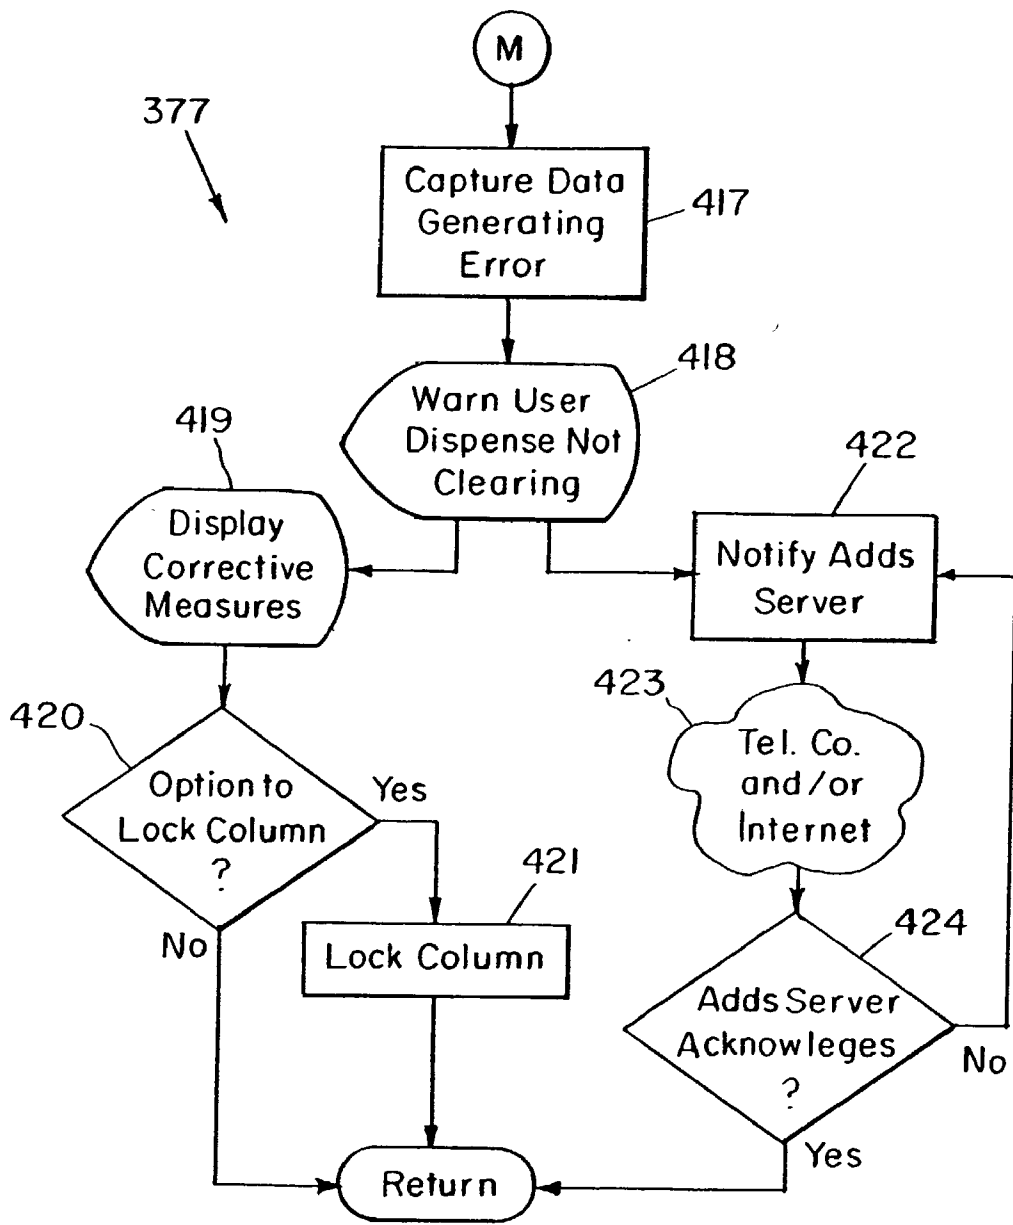 M
377
Capture Data
Generating
Error
417
418
Warn User
Dispense Not
Clearing
419
Display
Corrective
Measures
422
Notify Adds
Server
423
Tel. Co.
and/or
Internet
420
Option to
Lock Column
?
Yes
No
421
Lock Column
424
Adds Server
Acknowleges
?
No
Yes
Return